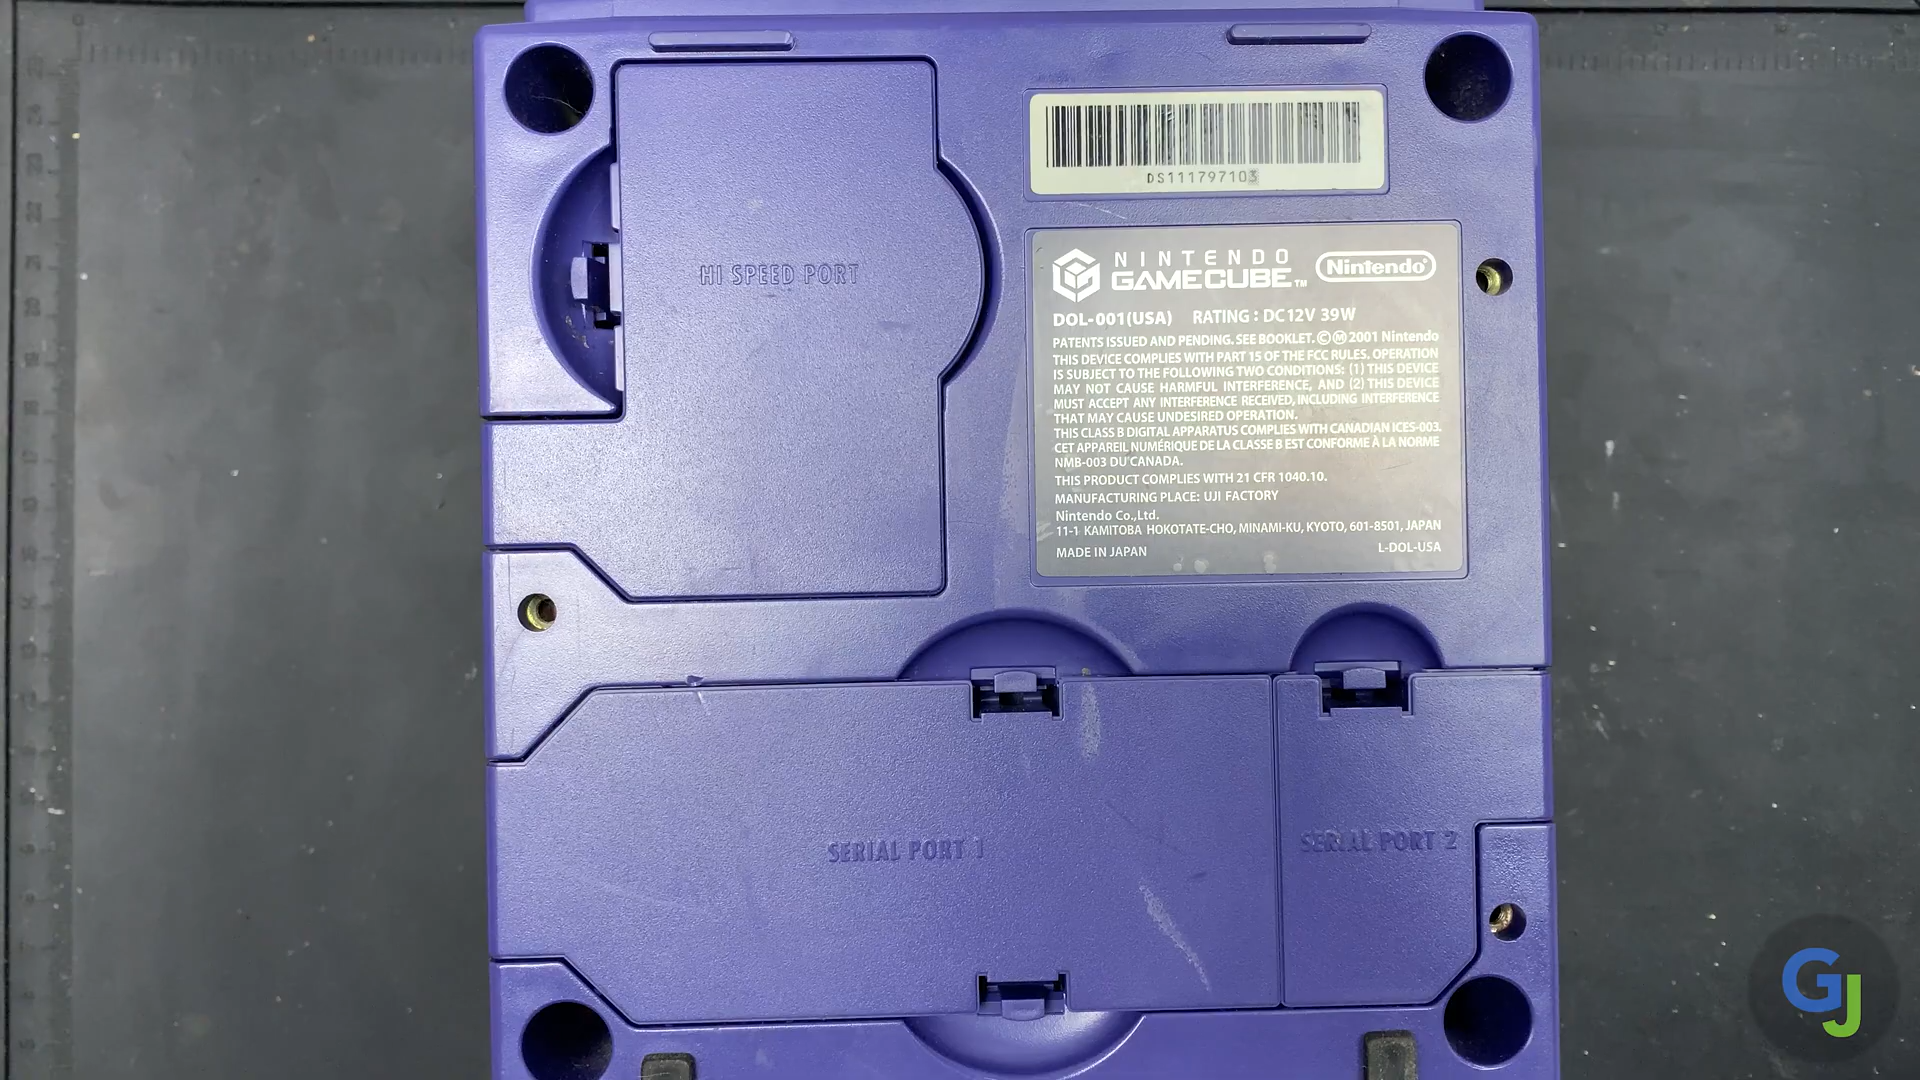 DS111797103
HI SPEED PORT
NINTENDO
GAMECUBE™
Nintendo®
DOL-001(USA) RATING : DC12V 39W
PATENTS ISSUED AND PENDING. SEE BOOKLET. ©Ⓜ2001 Nintendo
THIS DEVICE COMPLIES WITH PART 15 OF THE FCC RULES. OPERATION
IS SUBJECT TO THE FOLLOWING TWO CONDITIONS: (1) THIS DEVICE
MAY NOT CAUSE HARMFUL INTERFERENCE, AND (2) THIS DEVICE
MUST ACCEPT ANY INTERFERENCE RECEIVED, INCLUDING INTERFERENCE
THAT MAY CAUSE UNDESIRED OPERATION.
THIS CLASS B DIGITAL APPARATUS COMPLIES WITH CANADIAN ICES-003.
CET APPAREIL NUMÉRIQUE DE LA CLASSE B EST CONFORME À LA NORME
NMB-003 DU CANADA.
THIS PRODUCT COMPLIES WITH 21 CFR 1040.10.
MANUFACTURING PLACE: UJI FACTORY
Nintendo Co.,Ltd.
11-1 KAMITOBA HOKOTATE-CHO, MINAMI-KU, KYOTO, 601-8501, JAPAN
MADE IN JAPAN L-DOL-USA
SERIAL PORT 1
SERIAL PORT 2
GJ